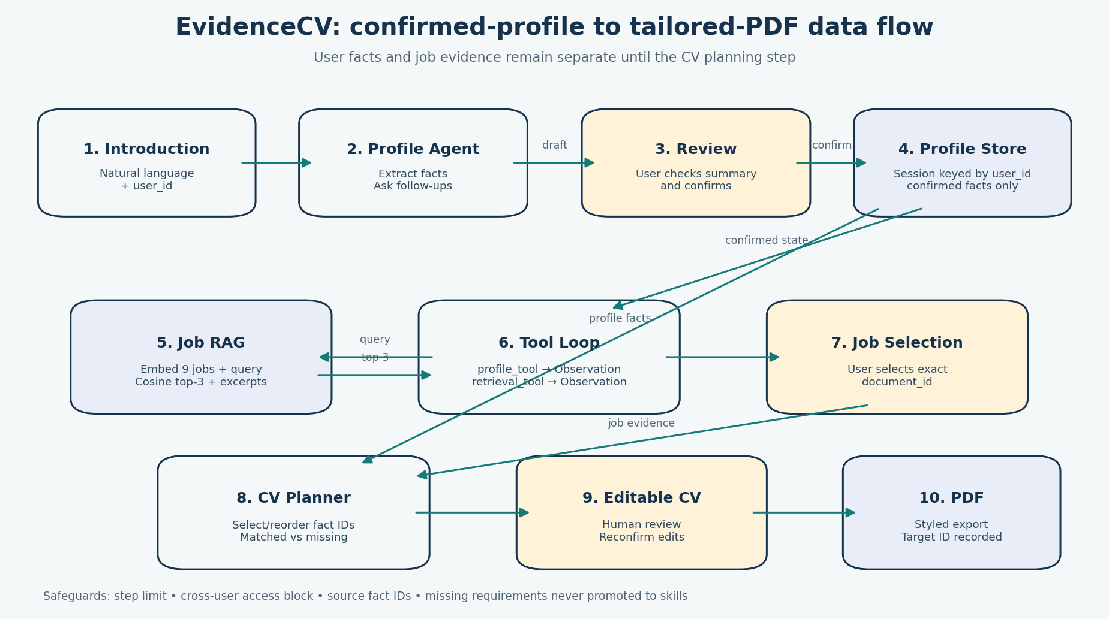 EvidenceCV: confirmed-profile to tailored-PDF data flow
User facts and job evidence remain separate until the CV planning step
1. Introduction
Natural language
+ user_id
2. Profile Agent
Extract facts
Ask follow-ups
draft
3. Review
User checks summary
and confirms
confirm
4. Profile Store
Session keyed by user_id
confirmed facts only
confirmed state
profile facts
5. Job RAG
Embed 9 jobs + query
Cosine top-3 + excerpts
query
top 3
6. Tool Loop
profile_tool → Observation
retrieval_tool → Observation
7. Job Selection
User selects exact
document_id
job evidence
8. CV Planner
Select/reorder fact IDs
Matched vs missing
9. Editable CV
Human review
Reconfirm edits
10. PDF
Styled export
Target ID recorded
Safeguards: step limit • cross-user access block • source fact IDs • missing requirements never promoted to skills